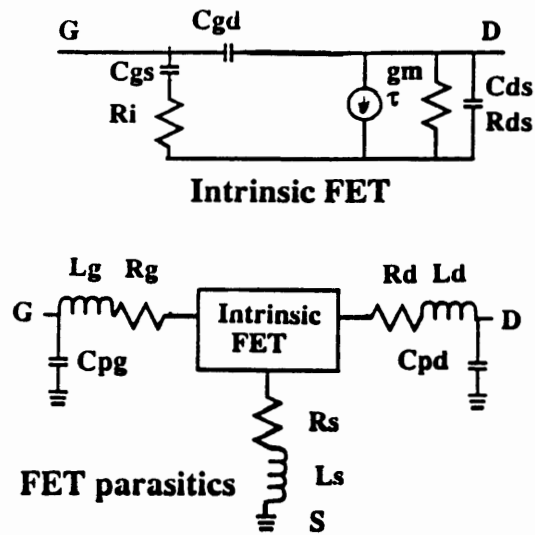 G
Cgd
D
Cgs
Ri
gm
τ
Cds
Rds
Intrinsic FET
Lg Rg
Rd Ld
G
Intrinsic
FET
D
Cpg
Cpd
Rs
Ls
FET parasitics
S